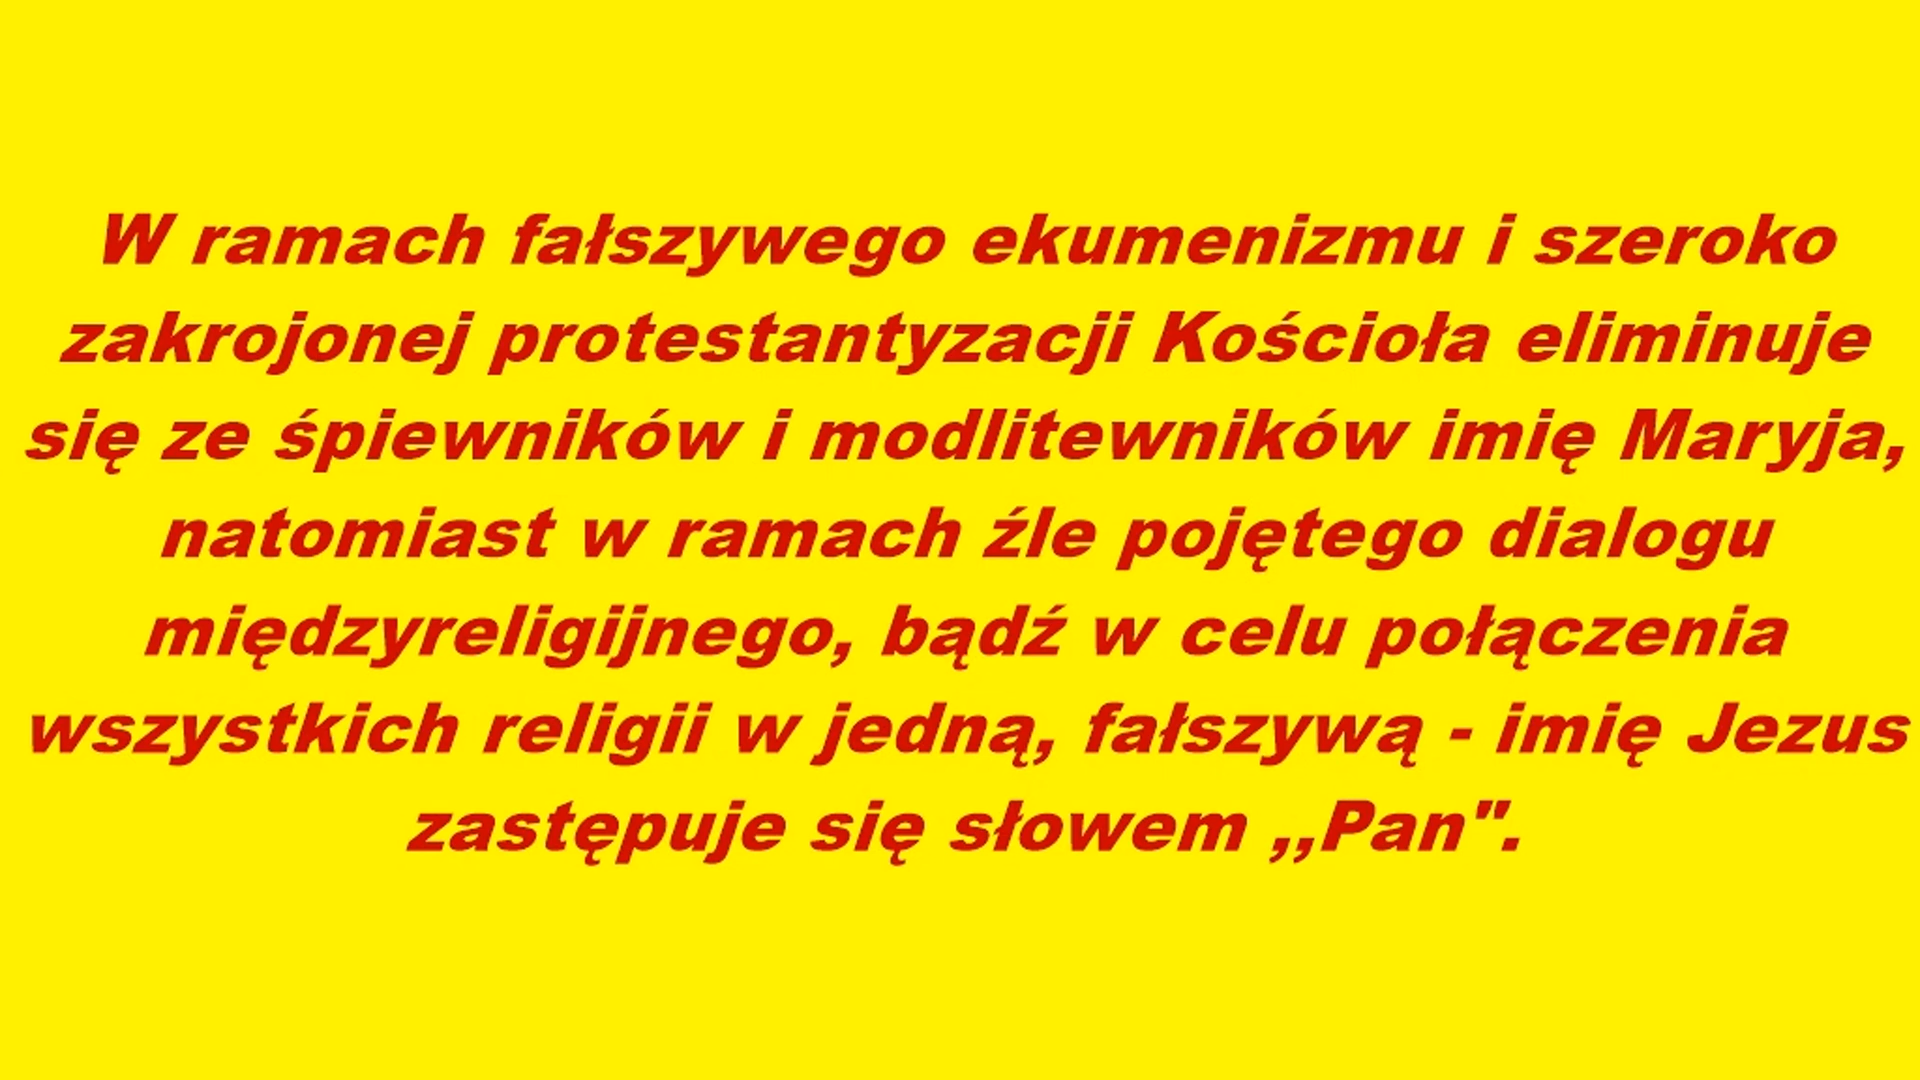 W ramach fałszywego ekumenizmu i szeroko
zakrojonej protestantyzacji Kościoła eliminuje
się ze śpiewników i modlitewników imię Maryja,
natomiast w ramach źle pojętego dialogu
międzyreligijnego, bądź w celu połączenia
wszystkich religii w jedną, fałszywą - imię Jezus
zastępuje się słowem ,,Pan".